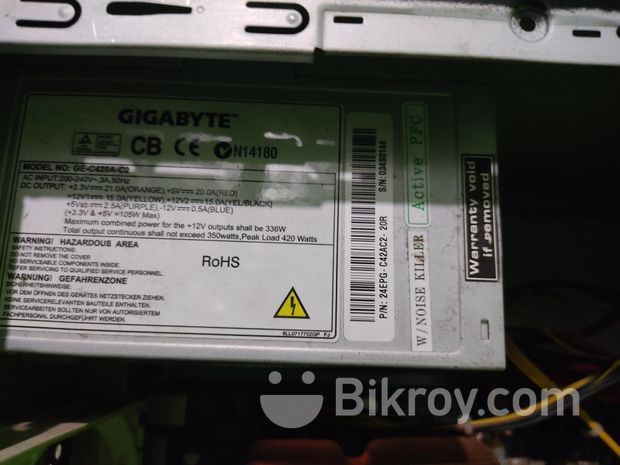 GIGABYTE™
CB CE N14180
MODEL NO: GE-C420A-C2
AC INPUT:200-240V~,3A,50Hz
DC OUTPUT: +3.3V⎓21.0A(ORANGE),+5V⎓20.0A(RED)
+12V1⎓15.0A(YELLOW),+12V2⎓15.0A(YEL/BLACK)
+5Vsb⎓2.5A(PURPLE),-12V⎓0.5A(BLUE)
(+3.3V & +5V =105W Max)
Maximum combined power for the +12V outputs shall be 336W
Total output continuous shall not exceed 350watts,Peak Load 420 Watts
WARNING! HAZARDOUS AREA
SAFETY INSTRUCTIONS:
DO NOT REMOVE THE COVER
NO SERVICEABLE COMPONENTS INSIDE.
REFER SERVICING TO QUALIFIED SERVICE PERSONNEL.
WARNUNG! GEFAHRENZONE
SICHERHEITSHINWEIS:
VOR DEM ÖFFNEN DES GERÄTES NETZSTECKER ZIEHEN
KEINE SERVICERELEVANTEN BAUTEILE ENTHALTEN.
SERVICEARBEITEN SOLLTEN NUR VON AUTORISIERTEM
FACHPERSONAL DURCHGEFÜHRT WERDEN.
RoHS
8LL0717702GIP FJ
S/N:034S0144
P/N: 24EPG- C42AC2- 20R
Active PFC
W/NOISE KILLER
Warranty void
if removed
Bikroy.com